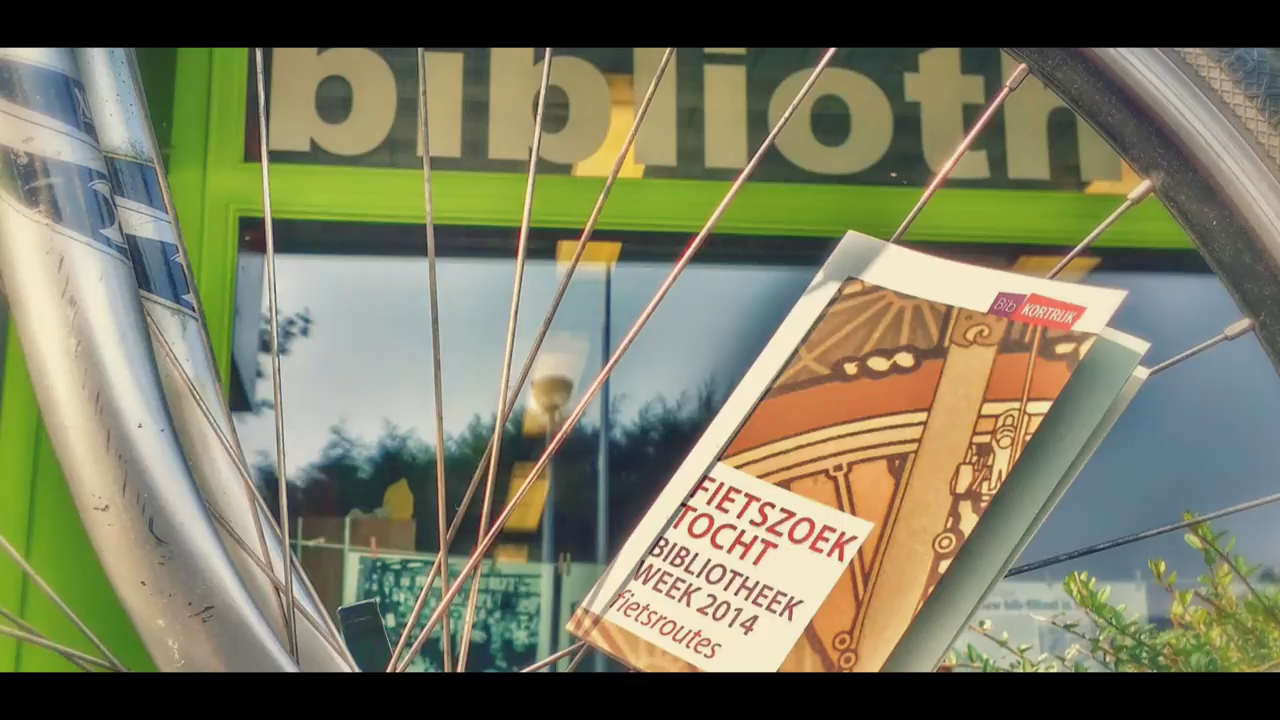 biblioth
Bib KORTRIJK
FIETSZOEK
TOCHT
BIBLIOTHEEK
WEEK 2014
fietsroutes